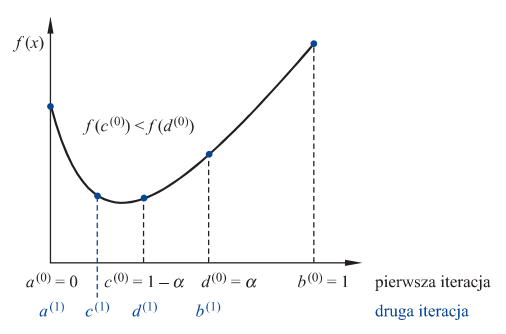 f(x)
f(c⁽⁰⁾) < f(d⁽⁰⁾)
a⁽⁰⁾ = 0 c⁽⁰⁾ = 1 – α d⁽⁰⁾ = α b⁽⁰⁾ = 1 pierwsza iteracja
a⁽¹⁾ c⁽¹⁾ d⁽¹⁾ b⁽¹⁾ druga iteracja